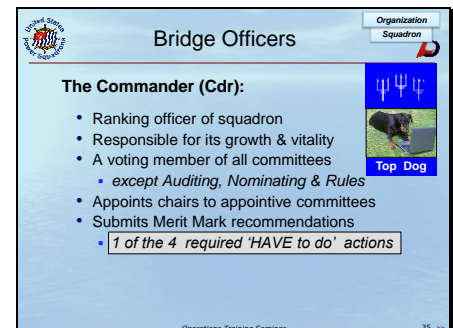 United States
Power Squadrons
Bridge Officers
Organization
Squadron
The Commander (Cdr):
• Ranking officer of squadron
• Responsible for its growth & vitality
• A voting member of all committees
▪ except Auditing, Nominating & Rules
• Appoints chairs to appointive committees
• Submits Merit Mark recommendations
▪ 1 of the 4 required ‘HAVE to do’ actions
Top Dog
Operations Training Seminar
35 >>